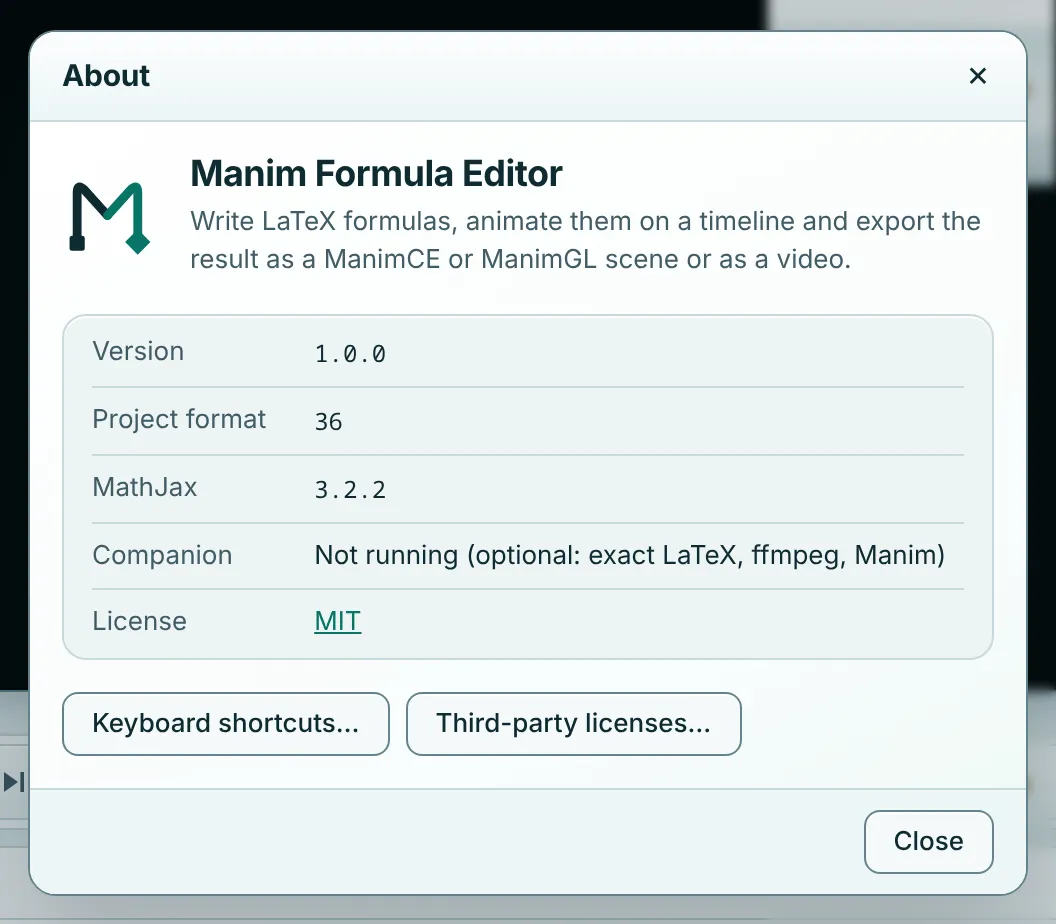 About
Manim Formula Editor
Write LaTeX formulas, animate them on a timeline and export the
result as a ManimCE or ManimGL scene or as a video.
Version 1.0.0
Project format 36
MathJax 3.2.2
Companion Not running (optional: exact LaTeX, ffmpeg, Manim)
License MIT
Keyboard shortcuts... Third-party licenses...
Close